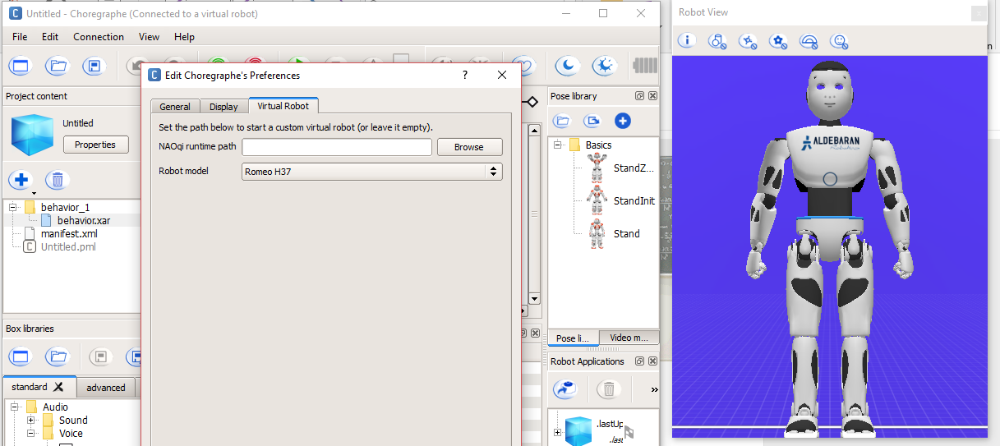 Untitled - Choregraphe (Connected to a virtual robot)
File Edit Connection View Help
Project content
Untitled
Properties
behavior_1
behavior.xar
manifest.xml
Untitled.pml
Box libraries
standard
advanced
Audio
Sound
Voice
Edit Choregraphe's Preferences
?
General
Display
Virtual Robot
Set the path below to start a custom virtual robot (or leave it empty).
NAOqi runtime path
Browse
Robot model
Romeo H37
Pose library
Basics
StandZ...
StandInit
Stand
Pose li...
Video m...
Robot Applications
»
.lastUp
.last
Robot View
ALDEBARAN
Robotics